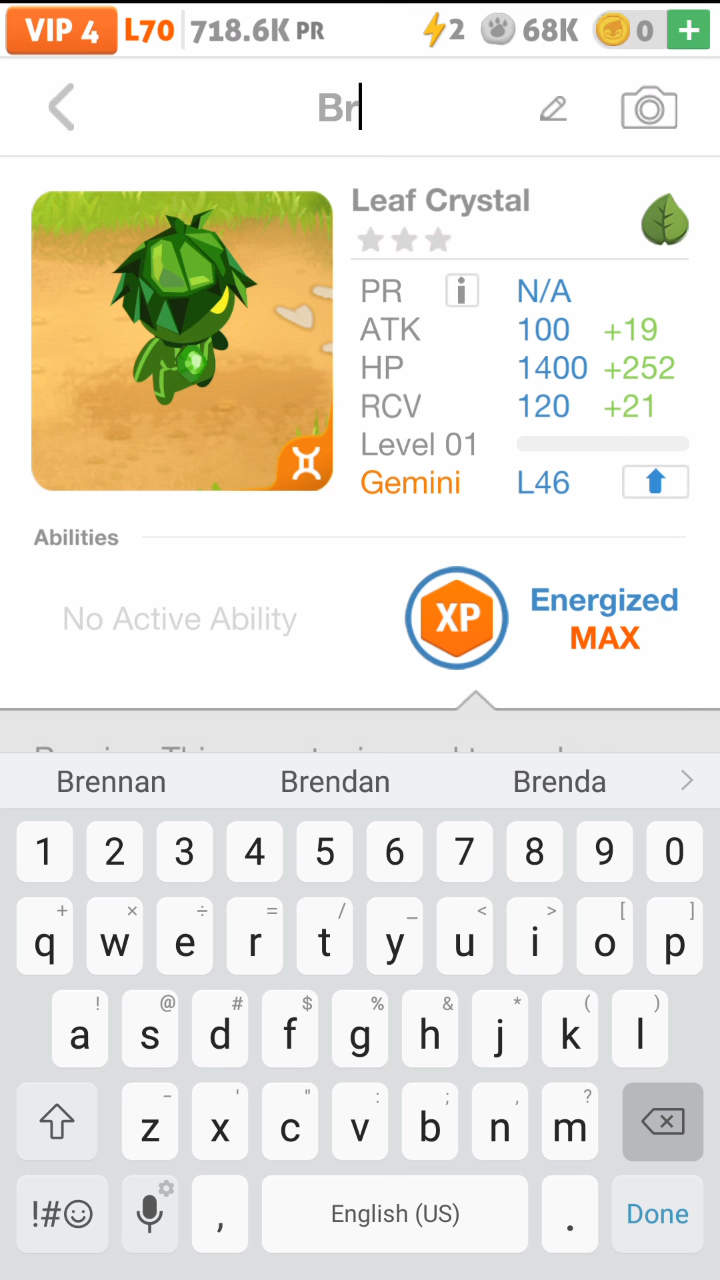 VIP 4 L70 718.6K PR 2 68K 0 +
Br
Leaf Crystal
PR i N/A
ATK 100 +19
HP 1400 +252
RCV 120 +21
Level 01
Gemini L46
Abilities
No Active Ability
XP
Energized
MAX
Brennan Brendan Brenda
1 2 3 4 5 6 7 8 9 0
+ × ÷ = / _ < > [ ]
q w e r t y u i o p
! @ # $ % & * ( )
a s d f g h j k l
- ' " : ; , ?
z x c v b n m
!#☺ , English (US) . Done